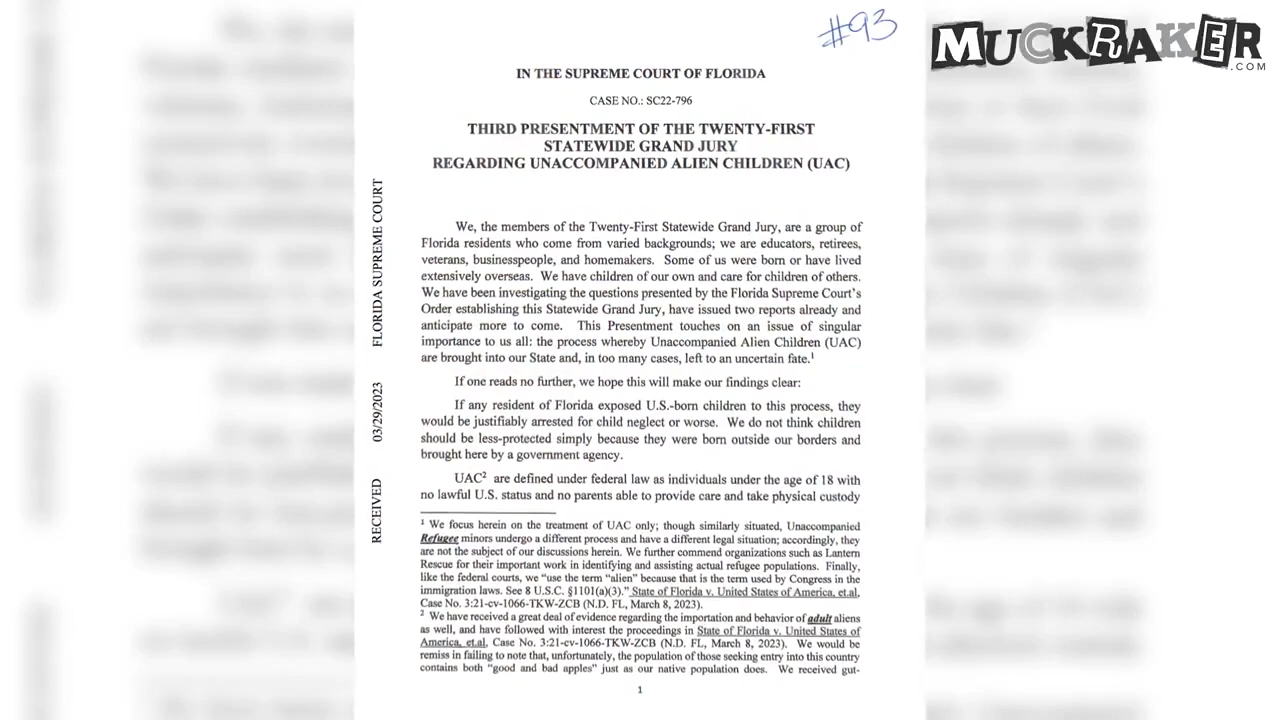 #93
MUCKRAKER
.COM
IN THE SUPREME COURT OF FLORIDA
CASE NO.: SC22-796
THIRD PRESENTMENT OF THE TWENTY-FIRST
STATEWIDE GRAND JURY
REGARDING UNACCOMPANIED ALIEN CHILDREN (UAC)
We, the members of the Twenty-First Statewide Grand Jury, are a group of
Florida residents who come from varied backgrounds; we are educators, retirees,
veterans, businesspeople, and homemakers. Some of us were born or have lived
extensively overseas. We have children of our own and care for children of others.
We have been investigating the questions presented by the Florida Supreme Court's
Order establishing this Statewide Grand Jury, have issued two reports already and
anticipate more to come. This Presentment touches on an issue of singular
importance to us all: the process whereby Unaccompanied Alien Children (UAC)
are brought into our State and, in too many cases, left to an uncertain fate.¹
If one reads no further, we hope this will make our findings clear:
If any resident of Florida exposed U.S.-born children to this process, they
would be justifiably arrested for child neglect or worse. We do not think children
should be less-protected simply because they were born outside our borders and
brought here by a government agency.
UAC² are defined under federal law as individuals under the age of 18 with
no lawful U.S. status and no parents able to provide care and take physical custody
¹ We focus herein on the treatment of UAC only; though similarly situated, Unaccompanied
Refugee minors undergo a different process and have a different legal situation; accordingly, they
are not the subject of our discussions herein. We further commend organizations such as Lantern
Rescue for their important work in identifying and assisting actual refugee populations. Finally,
like the federal courts, we "use the term "alien" because that is the term used by Congress in the
immigration laws. See 8 U.S.C. §1101(a)(3)." State of Florida v. United States of America, et.al,
Case No. 3:21-cv-1066-TKW-ZCB (N.D. FL, March 8, 2023).
² We have received a great deal of evidence regarding the importation and behavior of adult aliens
as well, and have followed with interest the proceedings in State of Florida v. United States of
America, et.al, Case No. 3:21-cv-1066-TKW-ZCB (N.D. FL, March 8, 2023). We would be
remiss in failing to note that, unfortunately, the population of those seeking entry into this country
contains both "good and bad apples" just as our native population does. We received gut-
1
RECEIVED 03/29/2023 FLORIDA SUPREME COURT